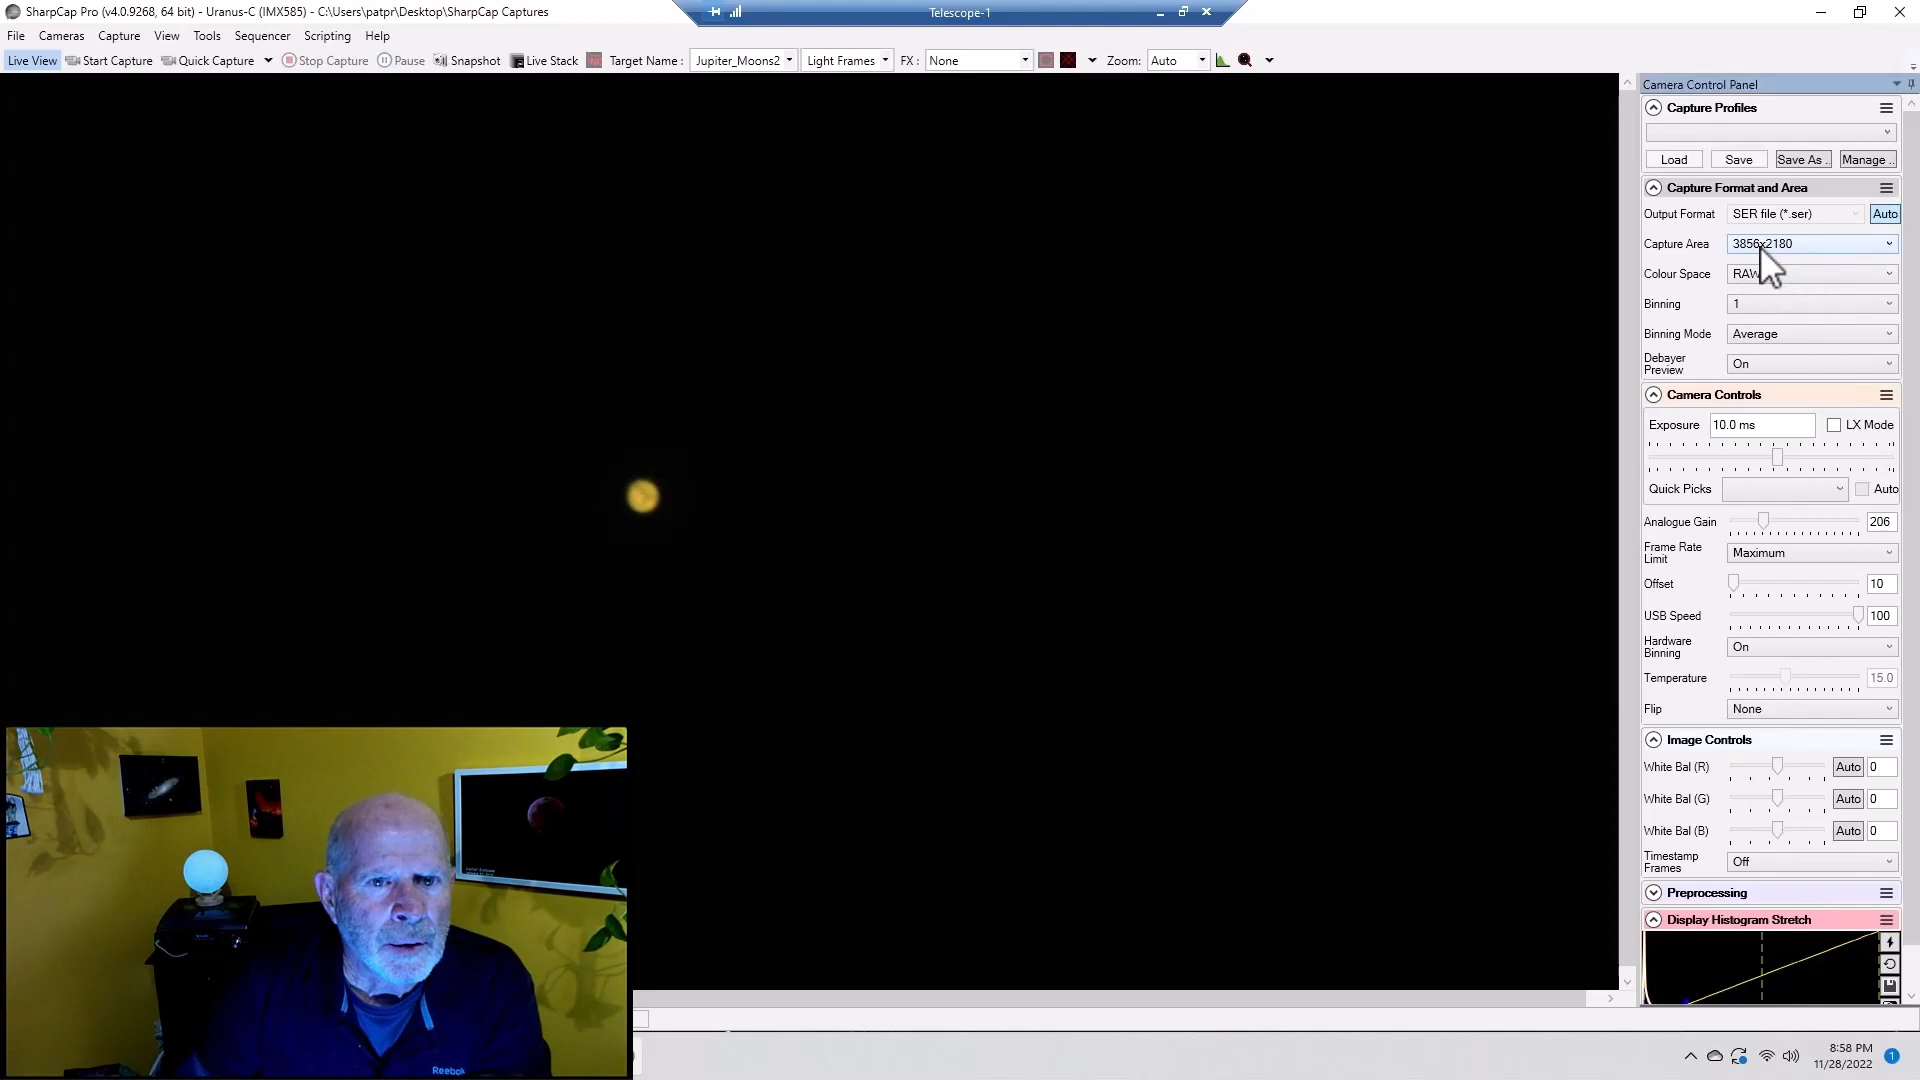 SharpCap Pro (v4.0.9268, 64 bit) - Uranus-C (IMX585) - C:\Users\patpr\Desktop\SharpCap Captures
Telescope-1
File Cameras Capture View Tools Sequencer Scripting Help
Live View Start Capture Quick Capture Stop Capture Pause Snapshot Live Stack Target Name : Jupiter_Moons2 Light Frames FX : None Zoom: Auto
Camera Control Panel
Capture Profiles
Load Save Save As .. Manage ..
Capture Format and Area
Output Format SER file (*.ser) Auto
Capture Area 3856x2180
Colour Space RAW
Binning 1
Binning Mode Average
Debayer
Preview On
Camera Controls
Exposure 10.0 ms LX Mode
Quick Picks Auto
Analogue Gain 206
Frame Rate
Limit Maximum
Offset 10
USB Speed 100
Hardware
Binning On
Temperature 15.0
Flip None
Image Controls
White Bal (R) Auto 0
White Bal (G) Auto 0
White Bal (B) Auto 0
Timestamp
Frames Off
Preprocessing
Display Histogram Stretch
Reebok
8:58 PM
11/28/2022
1